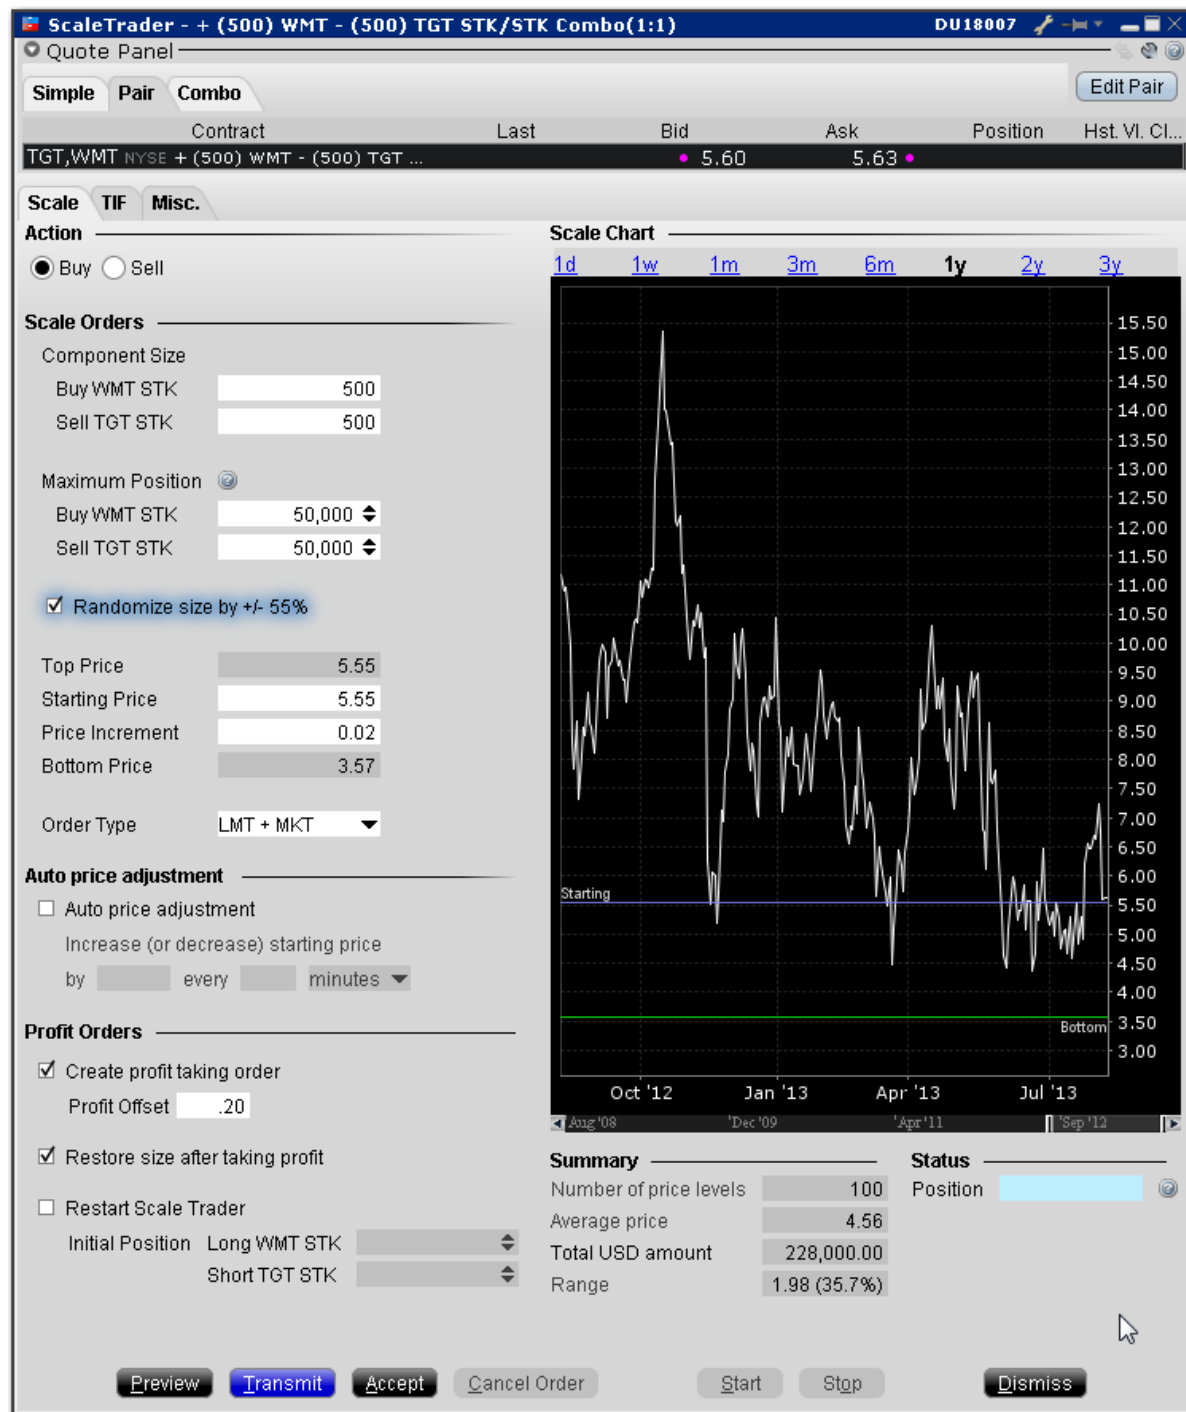 ScaleTrader - + (500) WMT - (500) TGT STK/STK Combo(1:1) DU18007
Quote Panel
Simple Pair Combo Edit Pair
Contract Last Bid Ask Position Hst. Vl. Cl...
TGT,WMT NYSE + (500) WMT - (500) TGT ... 5.60 5.63
Scale TIF Misc.
Action
Buy Sell
Scale Orders
Component Size
Buy WMT STK 500
Sell TGT STK 500
Maximum Position
Buy WMT STK 50,000
Sell TGT STK 50,000
Randomize size by +/- 55%
Top Price 5.55
Starting Price 5.55
Price Increment 0.02
Bottom Price 3.57
Order Type LMT + MKT
Auto price adjustment
Auto price adjustment
Increase (or decrease) starting price
by every minutes
Profit Orders
Create profit taking order
Profit Offset .20
Restore size after taking profit
Restart Scale Trader
Initial Position Long WMT STK
Short TGT STK
Scale Chart
1d 1w 1m 3m 6m 1y 2y 3y
15.50
15.00
14.50
14.00
13.50
13.00
12.50
12.00
11.50
11.00
10.50
10.00
9.50
9.00
8.50
8.00
7.50
7.00
6.50
6.00
Starting
5.50
5.00
4.50
4.00
3.50
Bottom
3.00
Oct '12 Jan '13 Apr '13 Jul '13
Aug '08 'Dec '09 'Apr '11 'Sep '12
Summary
Number of price levels 100
Average price 4.56
Total USD amount 228,000.00
Range 1.98 (35.7%)
Status
Position
Preview Transmit Accept Cancel Order Start Stop Dismiss